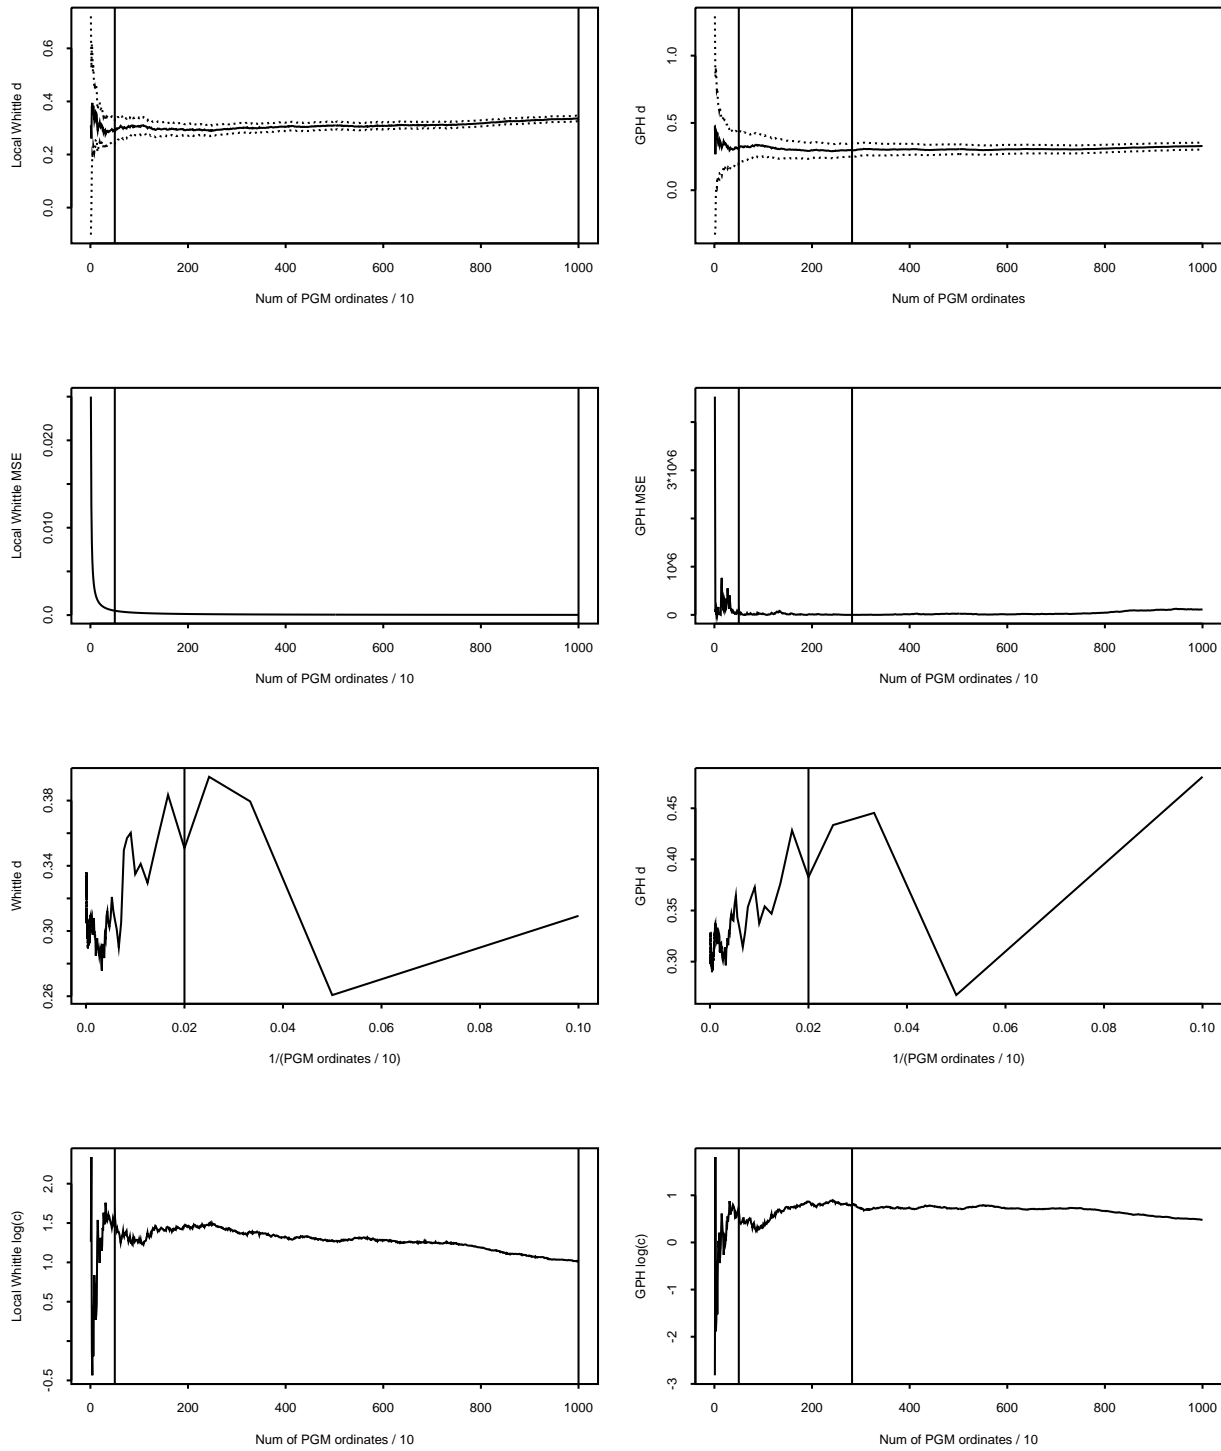 Local Whittle d
0.0 0.2 0.4 0.6
0 200 400 600 800 1000
Num of PGM ordinates / 10
GPH d
0.0 0.5 1.0
0 200 400 600 800 1000
Num of PGM ordinates
Local Whittle MSE
0.0 0.010 0.020
0 200 400 600 800 1000
Num of PGM ordinates / 10
GPH MSE
0 10^6 3*10^6
0 200 400 600 800 1000
Num of PGM ordinates / 10
Whittle d
0.26 0.30 0.34 0.38
0.0 0.02 0.04 0.06 0.08 0.10
1/(PGM ordinates / 10)
GPH d
0.30 0.35 0.40 0.45
0.0 0.02 0.04 0.06 0.08 0.10
1/(PGM ordinates / 10)
Local Whittle log(c)
-0.5 0.5 1.0 1.5 2.0
0 200 400 600 800 1000
Num of PGM ordinates / 10
GPH log(c)
-3 -2 -1 0 1
0 200 400 600 800 1000
Num of PGM ordinates / 10